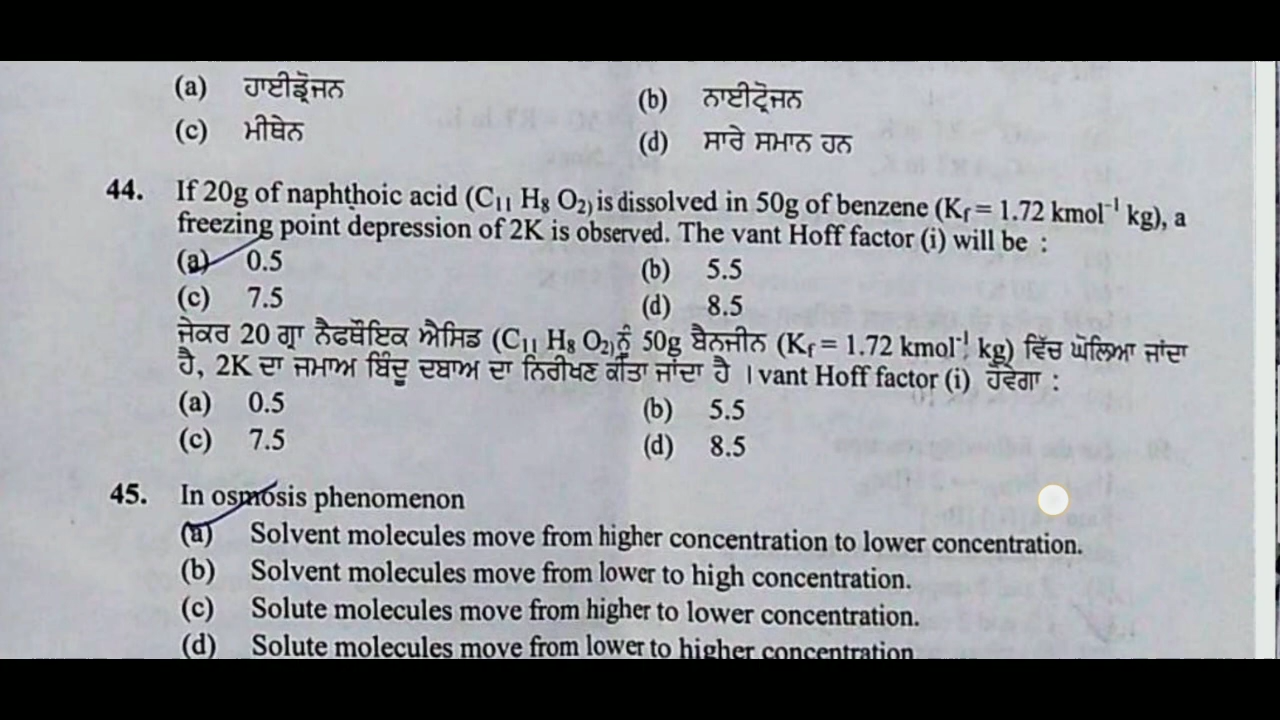 (a) ਹਾਈਡ੍ਰੋਜਨ (b) ਨਾਈਟ੍ਰੋਜਨ
(c) ਮੀਥੇਨ (d) ਸਾਰੇ ਸਮਾਨ ਹਨ
44. If 20g of naphthoic acid (C₁₁ H₈ O₂) is dissolved in 50g of benzene (Kf = 1.72 kmol⁻¹ kg), a
freezing point depression of 2K is observed. The vant Hoff factor (i) will be :
(a) 0.5 (b) 5.5
(c) 7.5 (d) 8.5
ਜੇਕਰ 20 ਗ੍ਰਾ ਨੈਫਥੌਇਕ ਐਸਿਡ (C₁₁ H₈ O₂)ਨੂੰ 50g ਬੈਨਜੀਨ (Kf = 1.72 kmol⁻¹ kg) ਵਿੱਚ ਘੋਲਿਆ ਜਾਂਦਾ
ਹੈ, 2K ਦਾ ਜਮਾਅ ਬਿੰਦੂ ਦਬਾਅ ਦਾ ਨਿਰੀਖਣ ਕੀਤਾ ਜਾਂਦਾ ਹੈ । vant Hoff factor (i) ਹੋਵੇਗਾ :
(a) 0.5 (b) 5.5
(c) 7.5 (d) 8.5
45. In osmosis phenomenon
(a) Solvent molecules move from higher concentration to lower concentration.
(b) Solvent molecules move from lower to high concentration.
(c) Solute molecules move from higher to lower concentration.
(d) Solute molecules move from lower to higher concentration